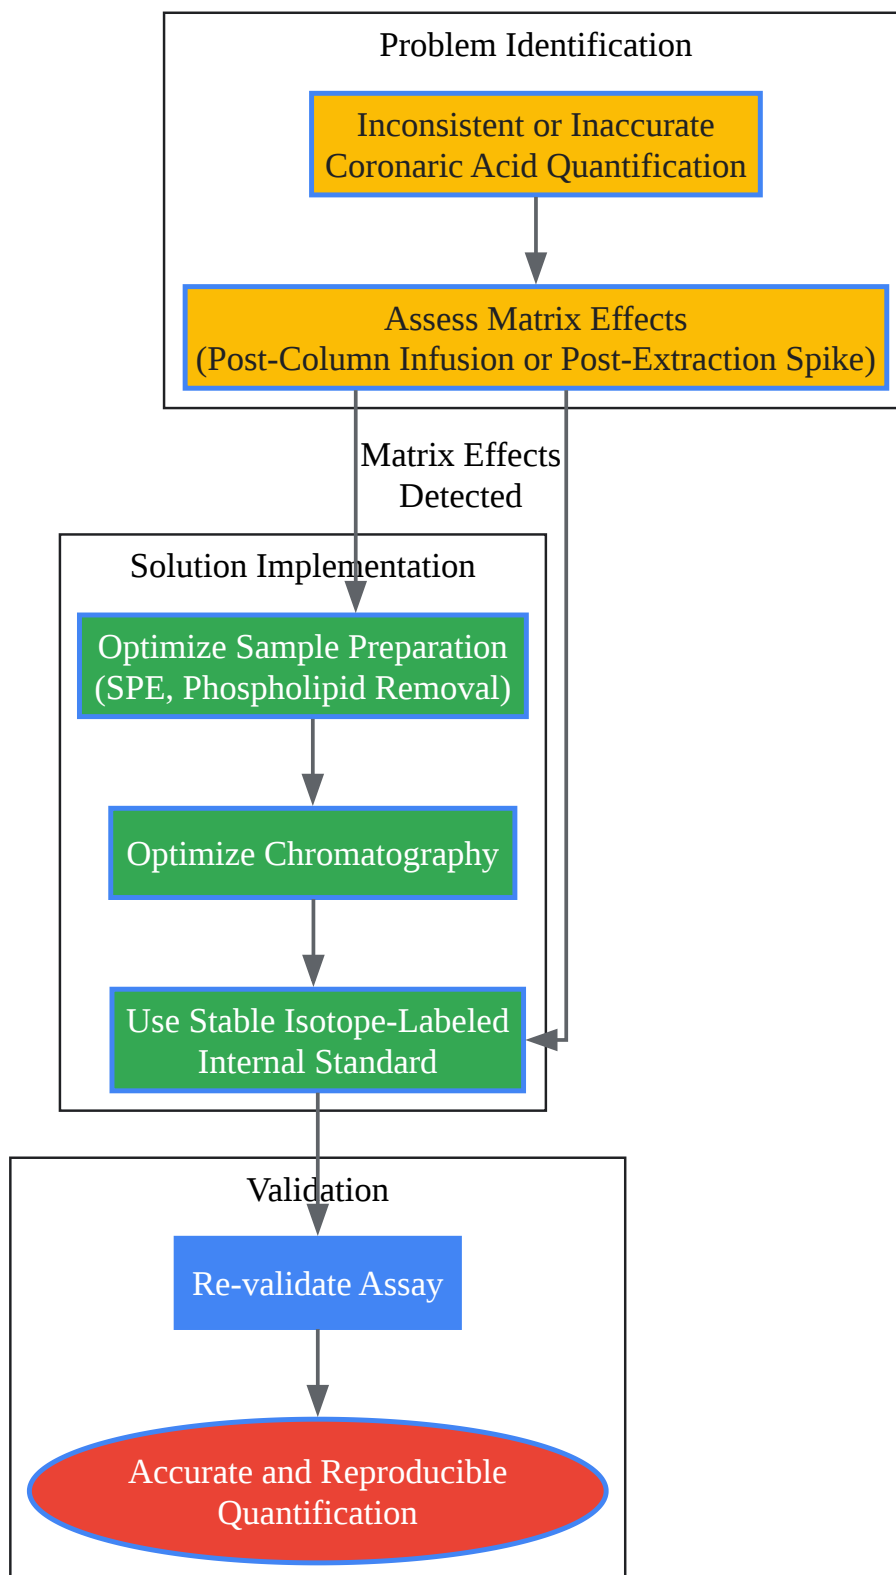 Problem Identification
Inconsistent or Inaccurate
Coronaric Acid Quantification
Assess Matrix Effects
(Post-Column Infusion or Post-Extraction Spike)
Matrix Effects
Detected
Solution Implementation
Optimize Sample Preparation
(SPE, Phospholipid Removal)
Optimize Chromatography
Use Stable Isotope-Labeled
Internal Standard
Validation
Re-validate Assay
Accurate and Reproducible
Quantification